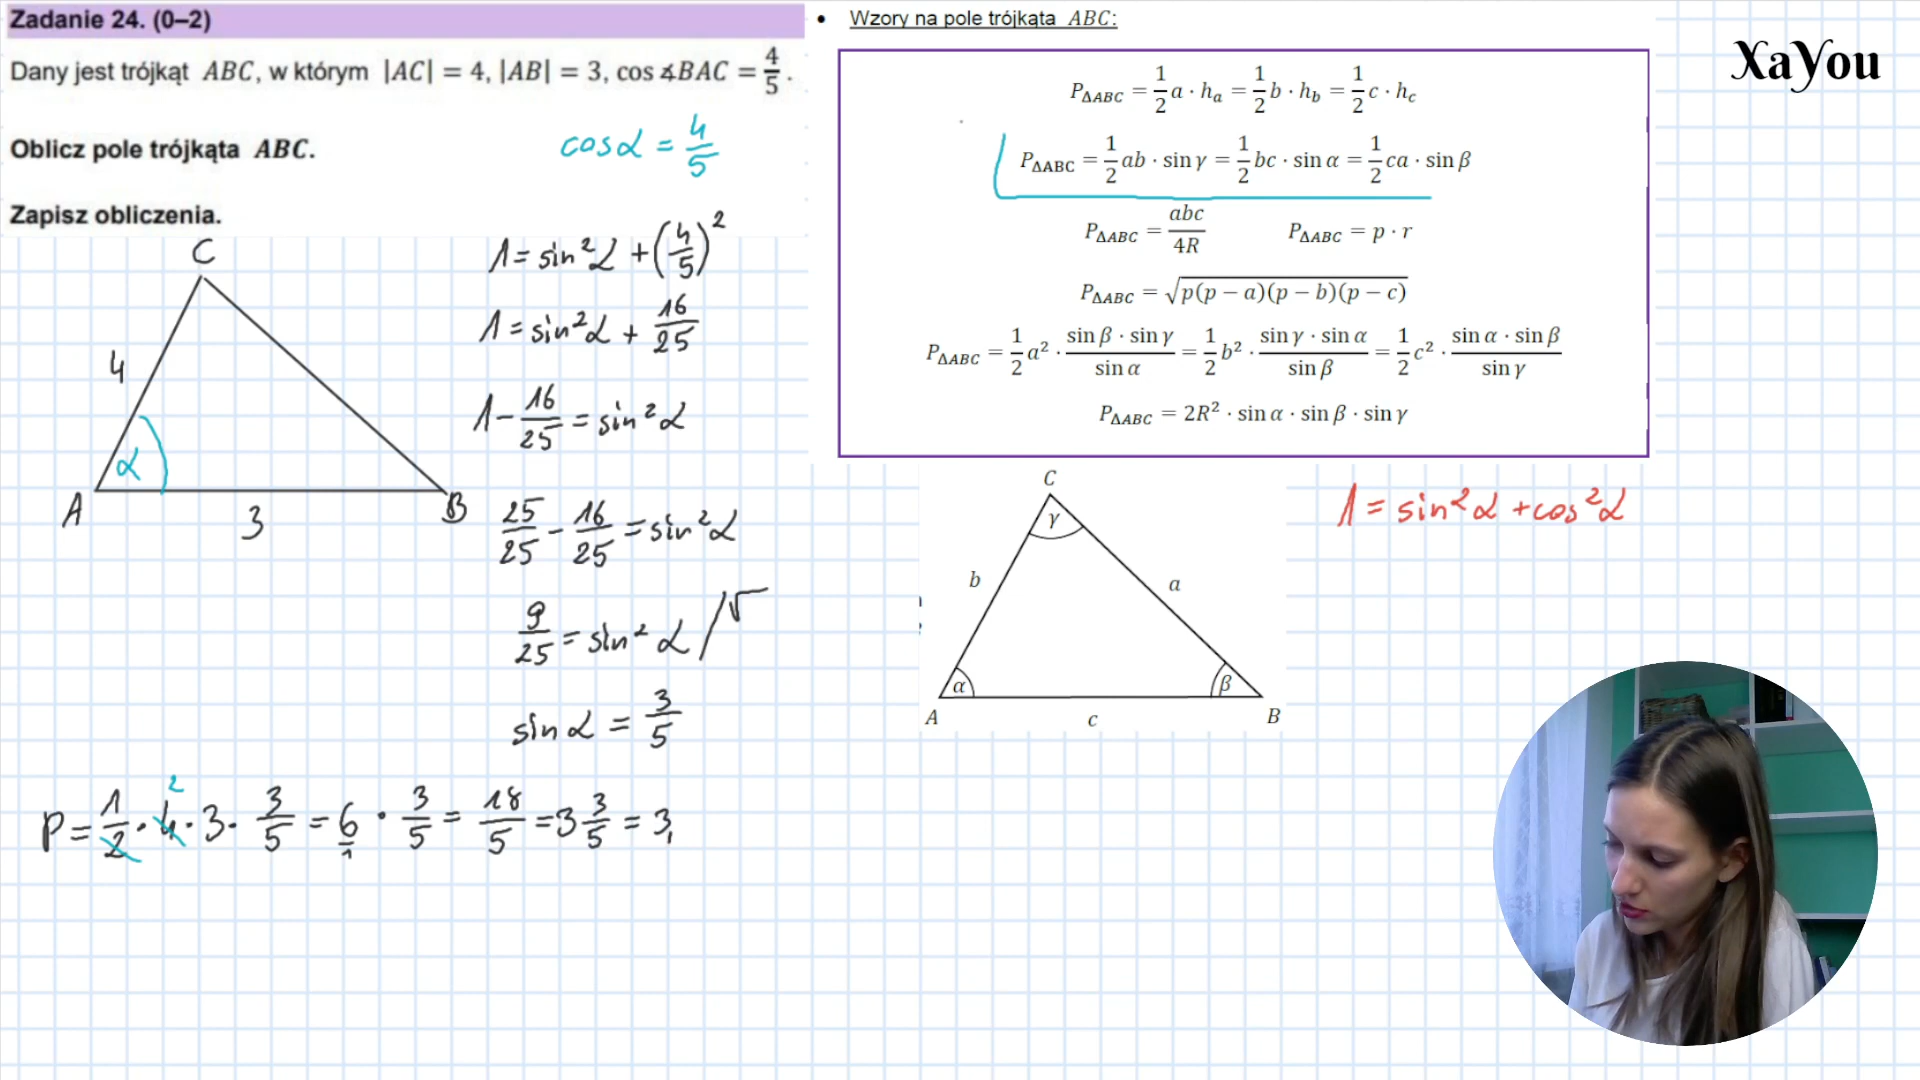 Zadanie 24. (0–2)
Dany jest trójkąt ABC, w którym |AC| = 4, |AB| = 3, cos ∡BAC = 4/5 .
Oblicz pole trójkąta ABC.
cosα = 4/5
Zapisz obliczenia.
C
4
α
A
3
B
1 = sin²α + (4/5)²
1 = sin²α + 16/25
1 − 16/25 = sin²α
25/25 − 16/25 = sin²α
9/25 = sin²α /√
sinα = 3/5
2
P = 1/2 · 4 · 3 · 3/5 = 6/1 · 3/5 = 18/5 = 3 3/5 = 3,
• Wzory na pole trójkąta ABC:
P∆ABC = 1/2 a · hₐ = 1/2 b · h_b = 1/2 c · h_c
P∆ABC = 1/2 ab · sin γ = 1/2 bc · sin α = 1/2 ca · sin β
P∆ABC = abc/4R P∆ABC = p · r
P∆ABC = √(p(p − a)(p − b)(p − c))
P∆ABC = 1/2 a² · (sin β · sin γ)/(sin α) = 1/2 b² · (sin γ · sin α)/(sin β) = 1/2 c² · (sin α · sin β)/(sin γ)
P∆ABC = 2R² · sin α · sin β · sin γ
C
γ
b
a
α
β
A
c
B
1 = sin²α + cos²α
XaYou